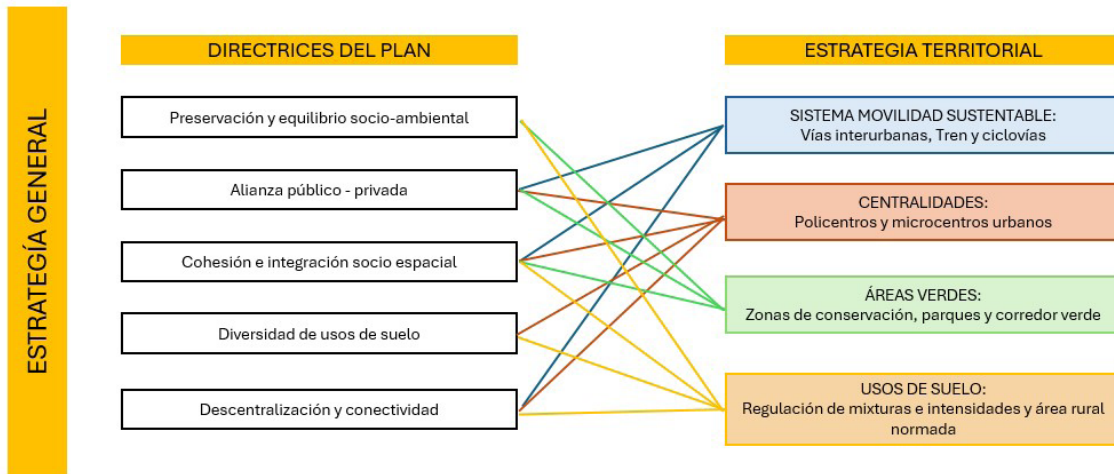 ESTRATEGÍA GENERAL
DIRECTRICES DEL PLAN
Preservación y equilibrio socio-ambiental
Alianza público - privada
Cohesión e integración socio espacial
Diversidad de usos de suelo
Descentralización y conectividad
ESTRATEGIA TERRITORIAL
SISTEMA MOVILIDAD SUSTENTABLE:
Vías interurbanas, Tren y ciclovías
CENTRALIDADES:
Policentros y microcentros urbanos
ÁREAS VERDES:
Zonas de conservación, parques y corredor verde
USOS DE SUELO:
Regulación de mixturas e intensidades y área rural
normada